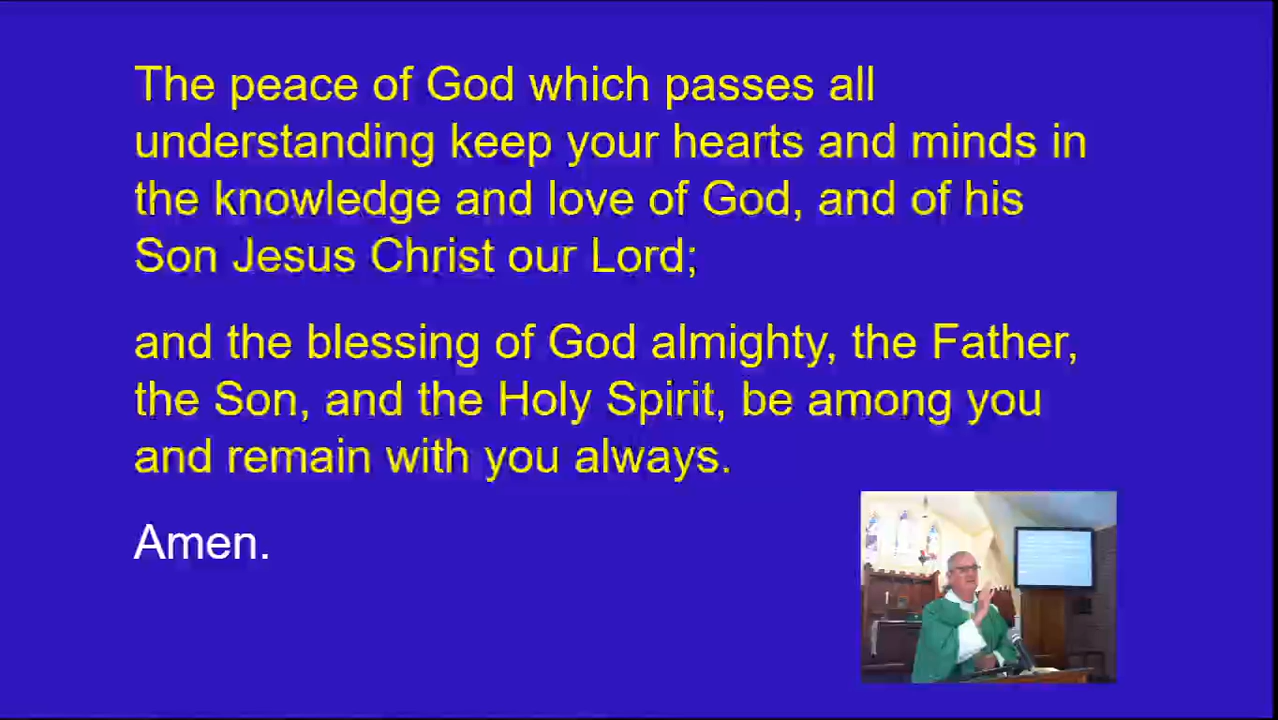 The peace of God which passes all
understanding keep your hearts and minds in
the knowledge and love of God, and of his
Son Jesus Christ our Lord;
and the blessing of God almighty, the Father,
the Son, and the Holy Spirit, be among you
and remain with you always.
Amen.